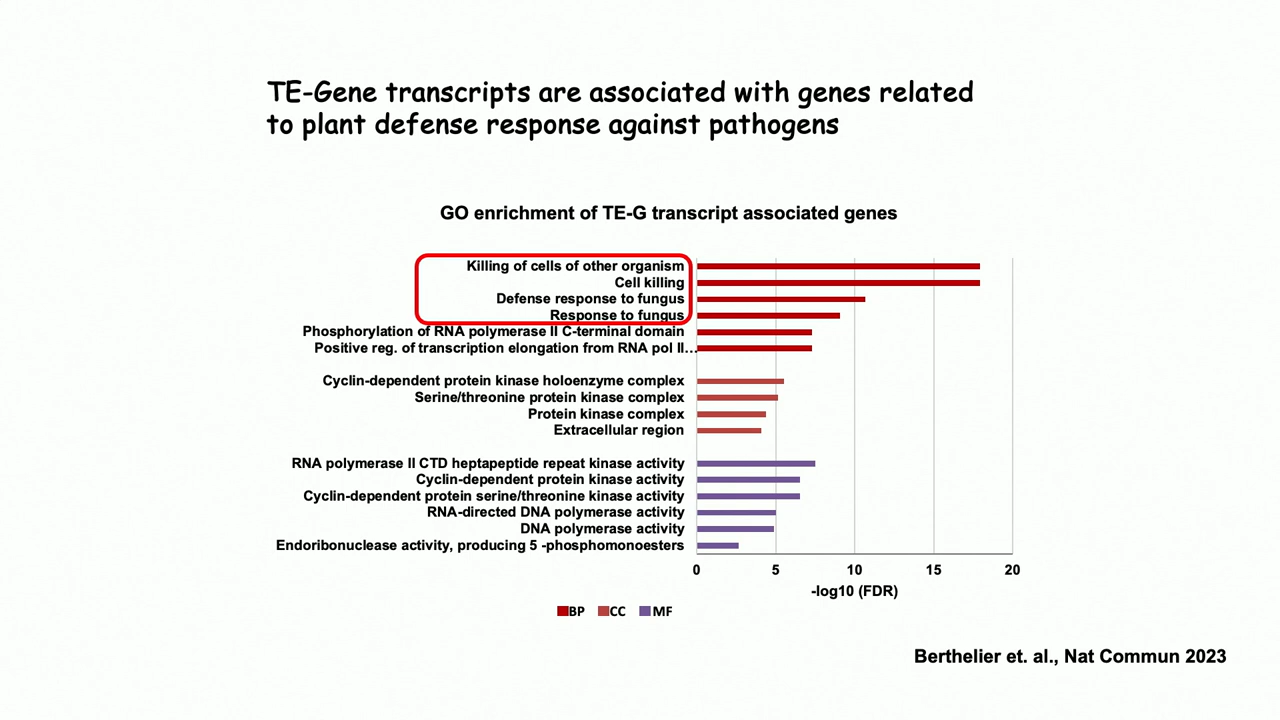 TE-Gene transcripts are associated with genes related
to plant defense response against pathogens
GO enrichment of TE-G transcript associated genes
Killing of cells of other organism
Cell killing
Defense response to fungus
Response to fungus
Phosphorylation of RNA polymerase II C-terminal domain
Positive reg. of transcription elongation from RNA pol II...
Cyclin-dependent protein kinase holoenzyme complex
Serine/threonine protein kinase complex
Protein kinase complex
Extracellular region
RNA polymerase II CTD heptapeptide repeat kinase activity
Cyclin-dependent protein kinase activity
Cyclin-dependent protein serine/threonine kinase activity
RNA-directed DNA polymerase activity
DNA polymerase activity
Endoribonuclease activity, producing 5 -phosphomonoesters
0 5 10 15 20
-log10 (FDR)
BP CC MF
Berthelier et. al., Nat Commun 2023